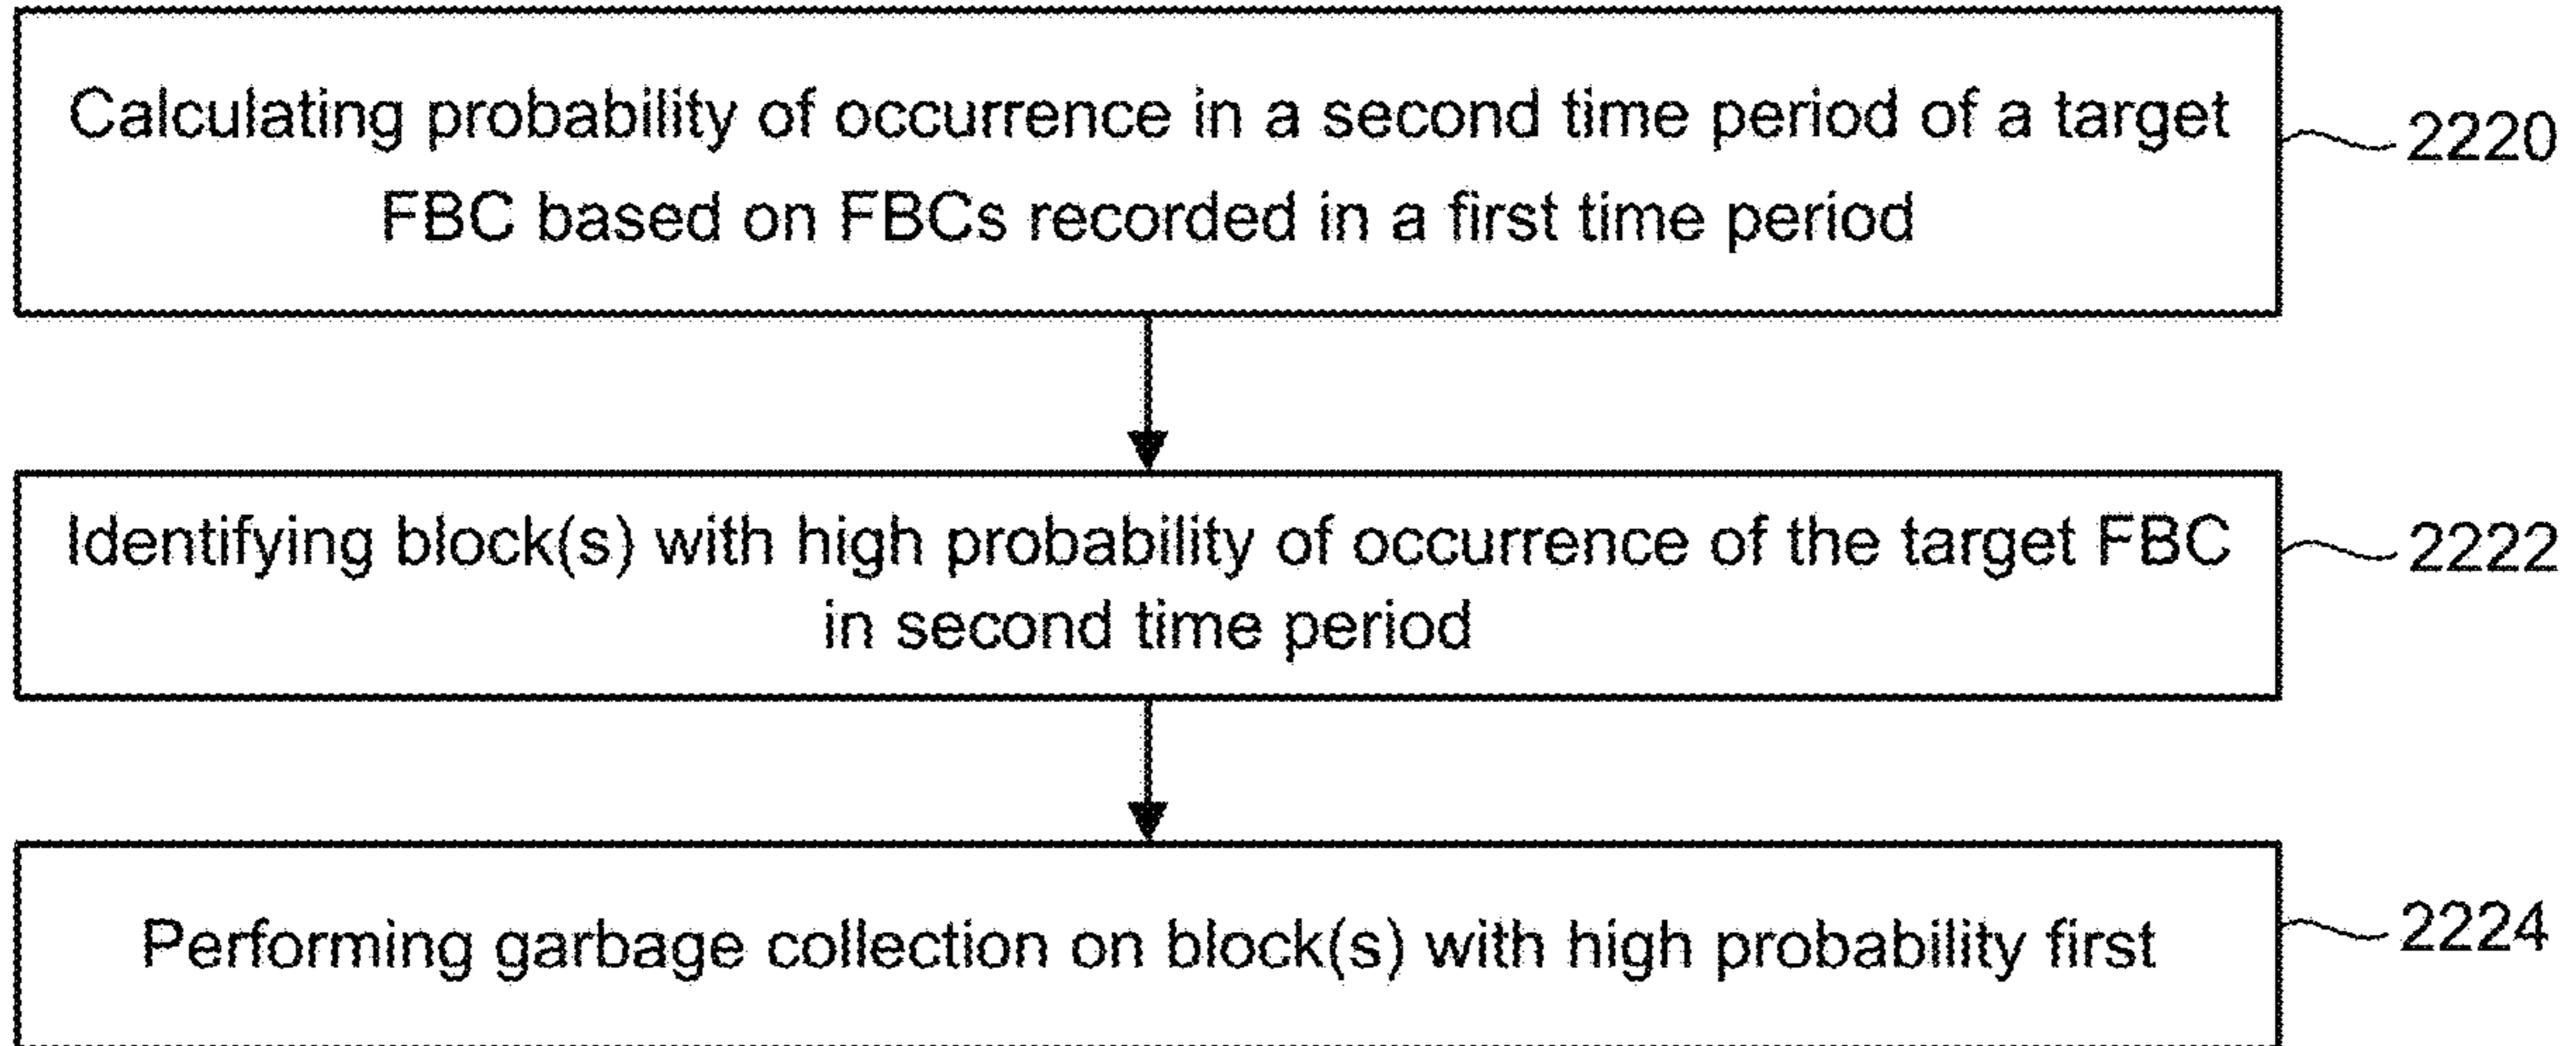 Calculating probability of occurrence in a second time period of a target
FBC based on FBCs recorded in a first time period
2220
Identifying block(s) with high probability of occurrence of the target FBC
in second time period
2222
Performing garbage collection on block(s) with high probability first
2224